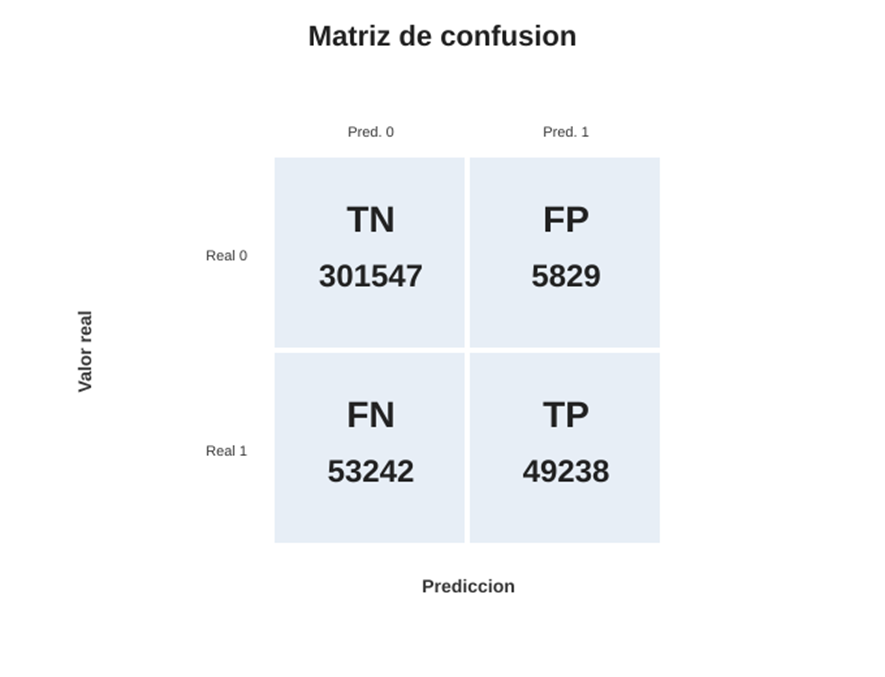 Matriz de confusion
Pred. 0 Pred. 1
TN FP
Real 0
301547 5829
Valor real
FN TP
Real 1
53242 49238
Prediccion